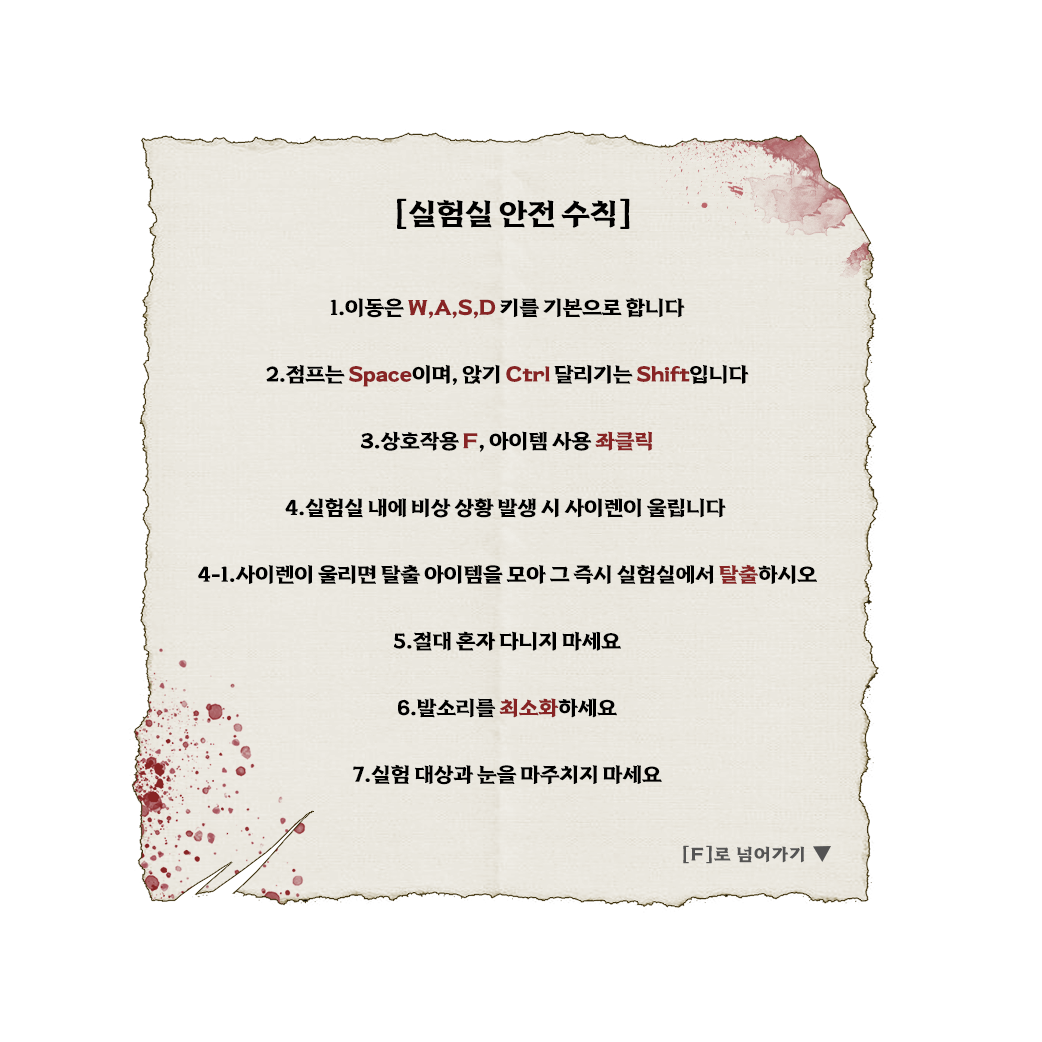 [실험실 안전 수칙]
1.이동은 W,A,S,D 키를 기본으로 합니다
2.점프는 Space이며, 앉기 Ctrl 달리기는 Shift입니다
3.상호작용 F, 아이템 사용 좌클릭
4.실험실 내에 비상 상황 발생 시 사이렌이 울립니다
4-1.사이렌이 울리면 탈출 아이템을 모아 그 즉시 실험실에서 탈출하시오
5.절대 혼자 다니지 마세요
6.발소리를 최소화하세요
7.실험 대상과 눈을 마주치지 마세요
[F]로 넘어가기 ▼